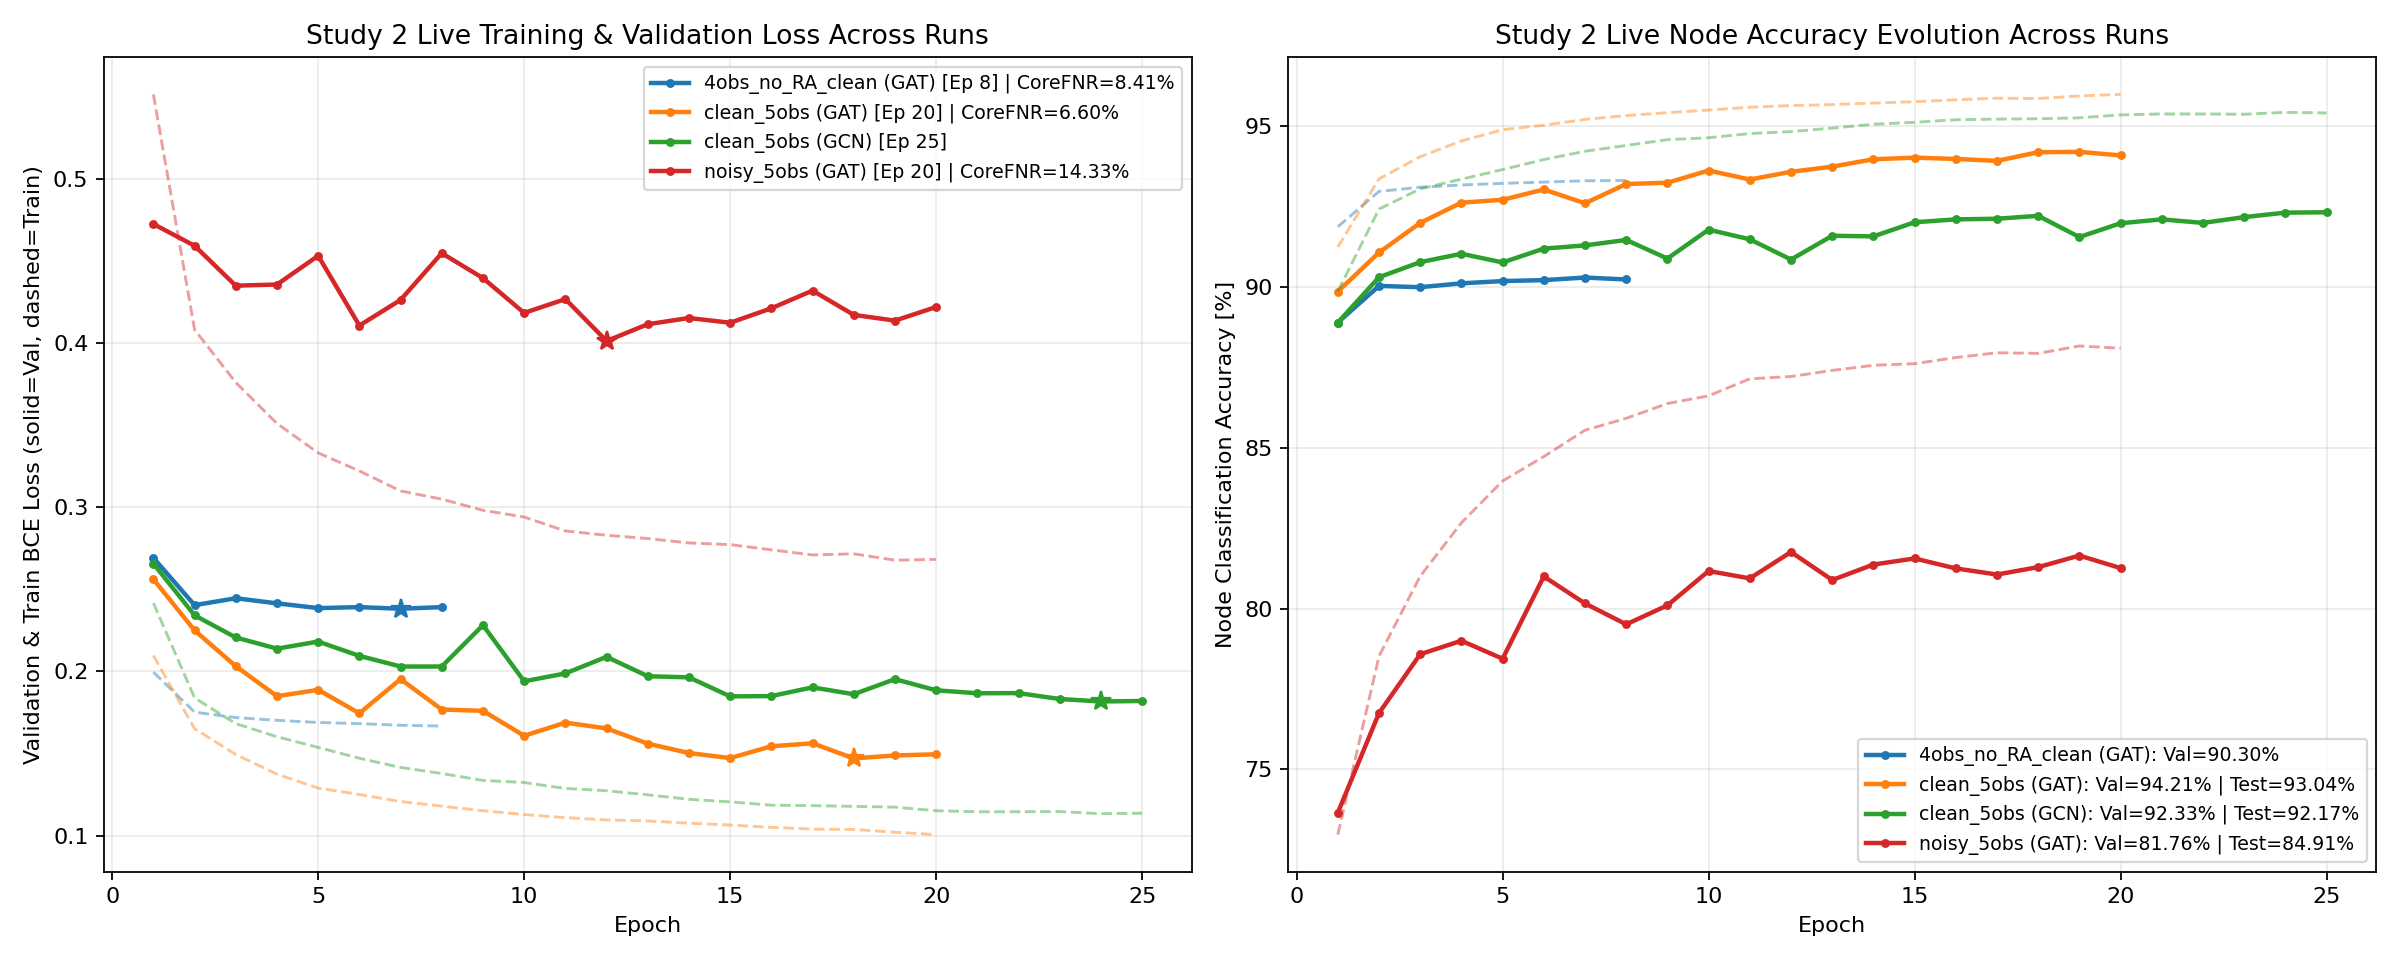 Study 2 Live Training & Validation Loss Across Runs
Validation & Train BCE Loss (solid=Val, dashed=Train)
0.5
0.4
0.3
0.2
0.1
4obs_no_RA_clean (GAT) [Ep 8] | CoreFNR=8.41%
clean_5obs (GAT) [Ep 20] | CoreFNR=6.60%
clean_5obs (GCN) [Ep 25]
noisy_5obs (GAT) [Ep 20] | CoreFNR=14.33%
0 5 10 15 20 25
Epoch
Study 2 Live Node Accuracy Evolution Across Runs
Node Classification Accuracy [%]
95
90
85
80
75
4obs_no_RA_clean (GAT): Val=90.30%
clean_5obs (GAT): Val=94.21% | Test=93.04%
clean_5obs (GCN): Val=92.33% | Test=92.17%
noisy_5obs (GAT): Val=81.76% | Test=84.91%
0 5 10 15 20 25
Epoch